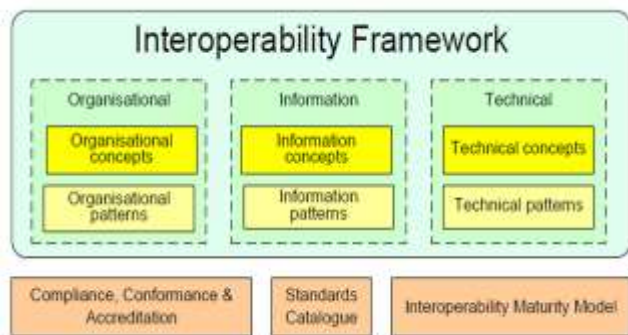 Interoperability Framework
Organisational
Organisational
concepts
Organisational
patterns
Information
Information
concepts
Information
patterns
Technical
Technical concepts
Technical patterns
Compliance, Conformance &
Accreditation
Standards
Catalogue
Interoperability Maturity Model